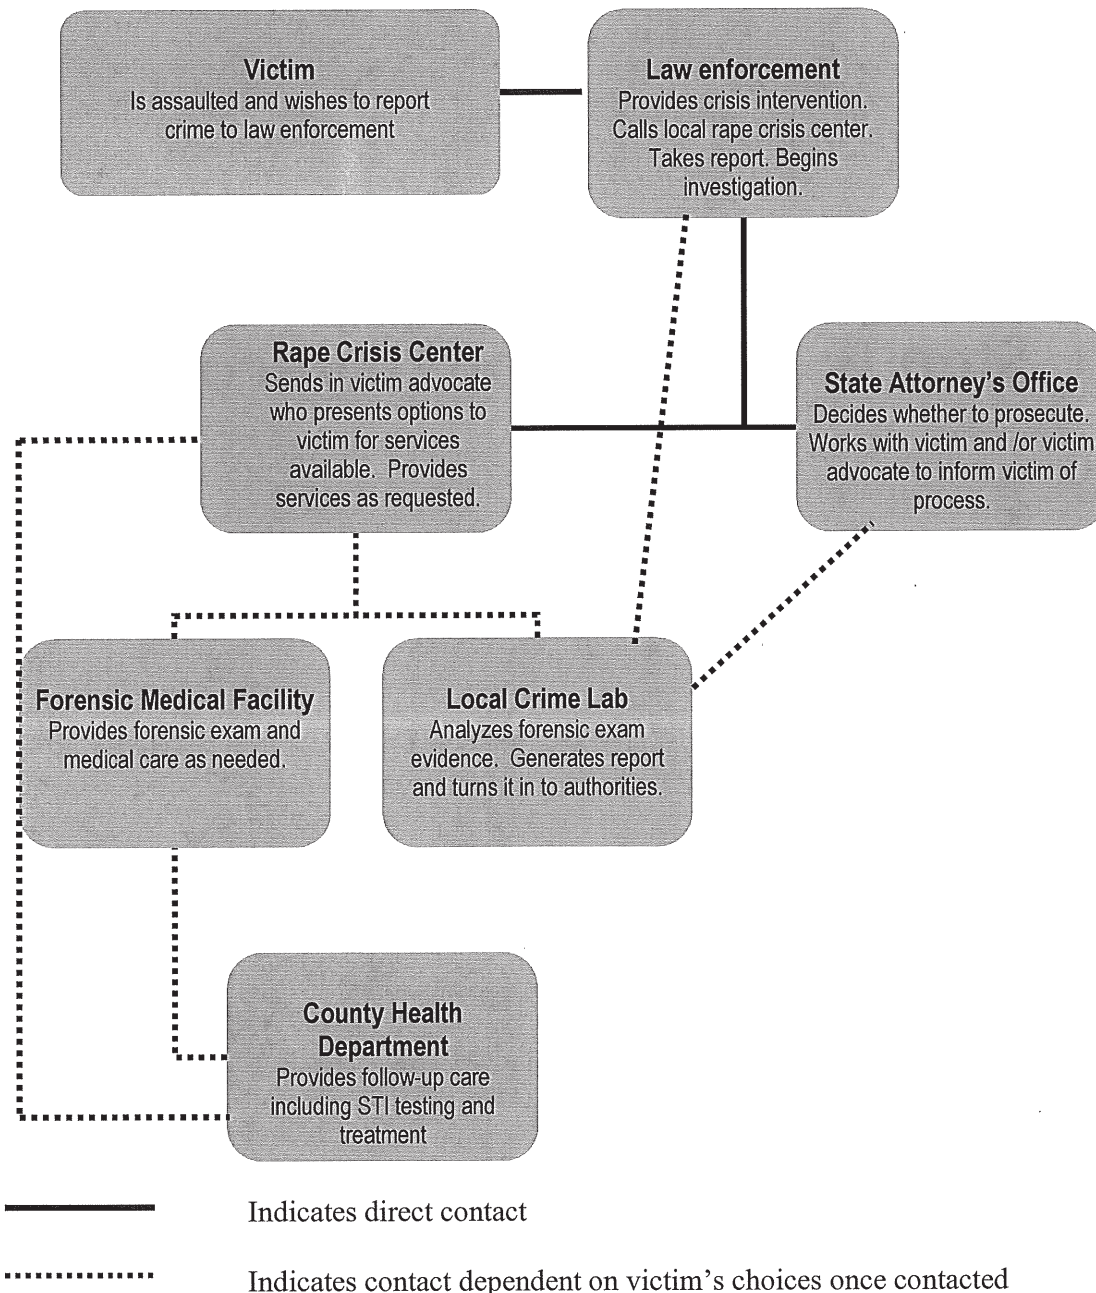 Victim
Is assaulted and wishes to report
crime to law enforcement
Law enforcement
Provides crisis intervention.
Calls local rape crisis center.
Takes report. Begins
investigation.
Rape Crisis Center
Sends in victim advocate
who presents options to
victim for services
available. Provides
services as requested.
State Attorney's Office
Decides whether to prosecute.
Works with victim and /or victim
advocate to inform victim of
process.
Forensic Medical Facility
Provides forensic exam and
medical care as needed.
Local Crime Lab
Analyzes forensic exam
evidence. Generates report
and turns it in to authorities.
County Health
Department
Provides follow-up care
including STI testing and
treatment
Indicates direct contact
Indicates contact dependent on victim's choices once contacted